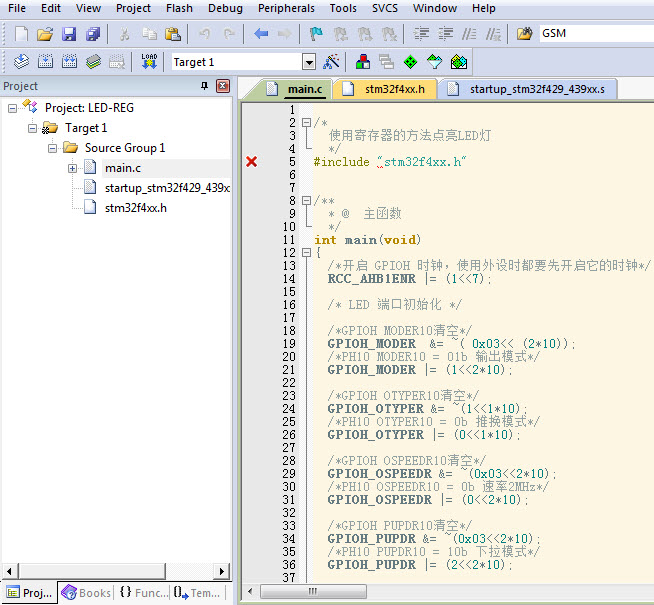 File Edit View Project Flash Debug Peripherals Tools SVCS Window Help
GSM
LOAD Target 1
Project
main.c stm32f4xx.h startup_stm32f429_439xx.s
Project: LED-REG
Target 1
Source Group 1
main.c
startup_stm32f429_439xx
stm32f4xx.h
1
2 /*
3 使用寄存器的方法点亮LED灯
4 */
5 #include "stm32f4xx.h"
6
7
8 /**
9 * @ 主函数
10 */
11 int main(void)
12 {
13 /*开启 GPIOH 时钟，使用外设时都要先开启它的时钟*/
14 RCC_AHB1ENR |= (1<<7);
15
16 /* LED 端口初始化 */
17
18 /*GPIOH MODER10清空*/
19 GPIOH_MODER &= ~( 0x03<< (2*10));
20 /*PH10 MODER10 = 01b 输出模式*/
21 GPIOH_MODER |= (1<<2*10);
22
23 /*GPIOH OTYPER10清空*/
24 GPIOH_OTYPER &= ~(1<<1*10);
25 /*PH10 OTYPER10 = 0b 推挽模式*/
26 GPIOH_OTYPER |= (0<<1*10);
27
28 /*GPIOH OSPEEDR10清空*/
29 GPIOH_OSPEEDR &= ~(0x03<<2*10);
30 /*PH10 OSPEEDR10 = 0b 速率2MHz*/
31 GPIOH_OSPEEDR |= (0<<2*10);
32
33 /*GPIOH PUPDR10清空*/
34 GPIOH_PUPDR &= ~(0x03<<2*10);
35 /*PH10 PUPDR10 = 10b 下拉模式*/
36 GPIOH_PUPDR |= (2<<2*10);
37
Proj... Books {} Func... Tem...